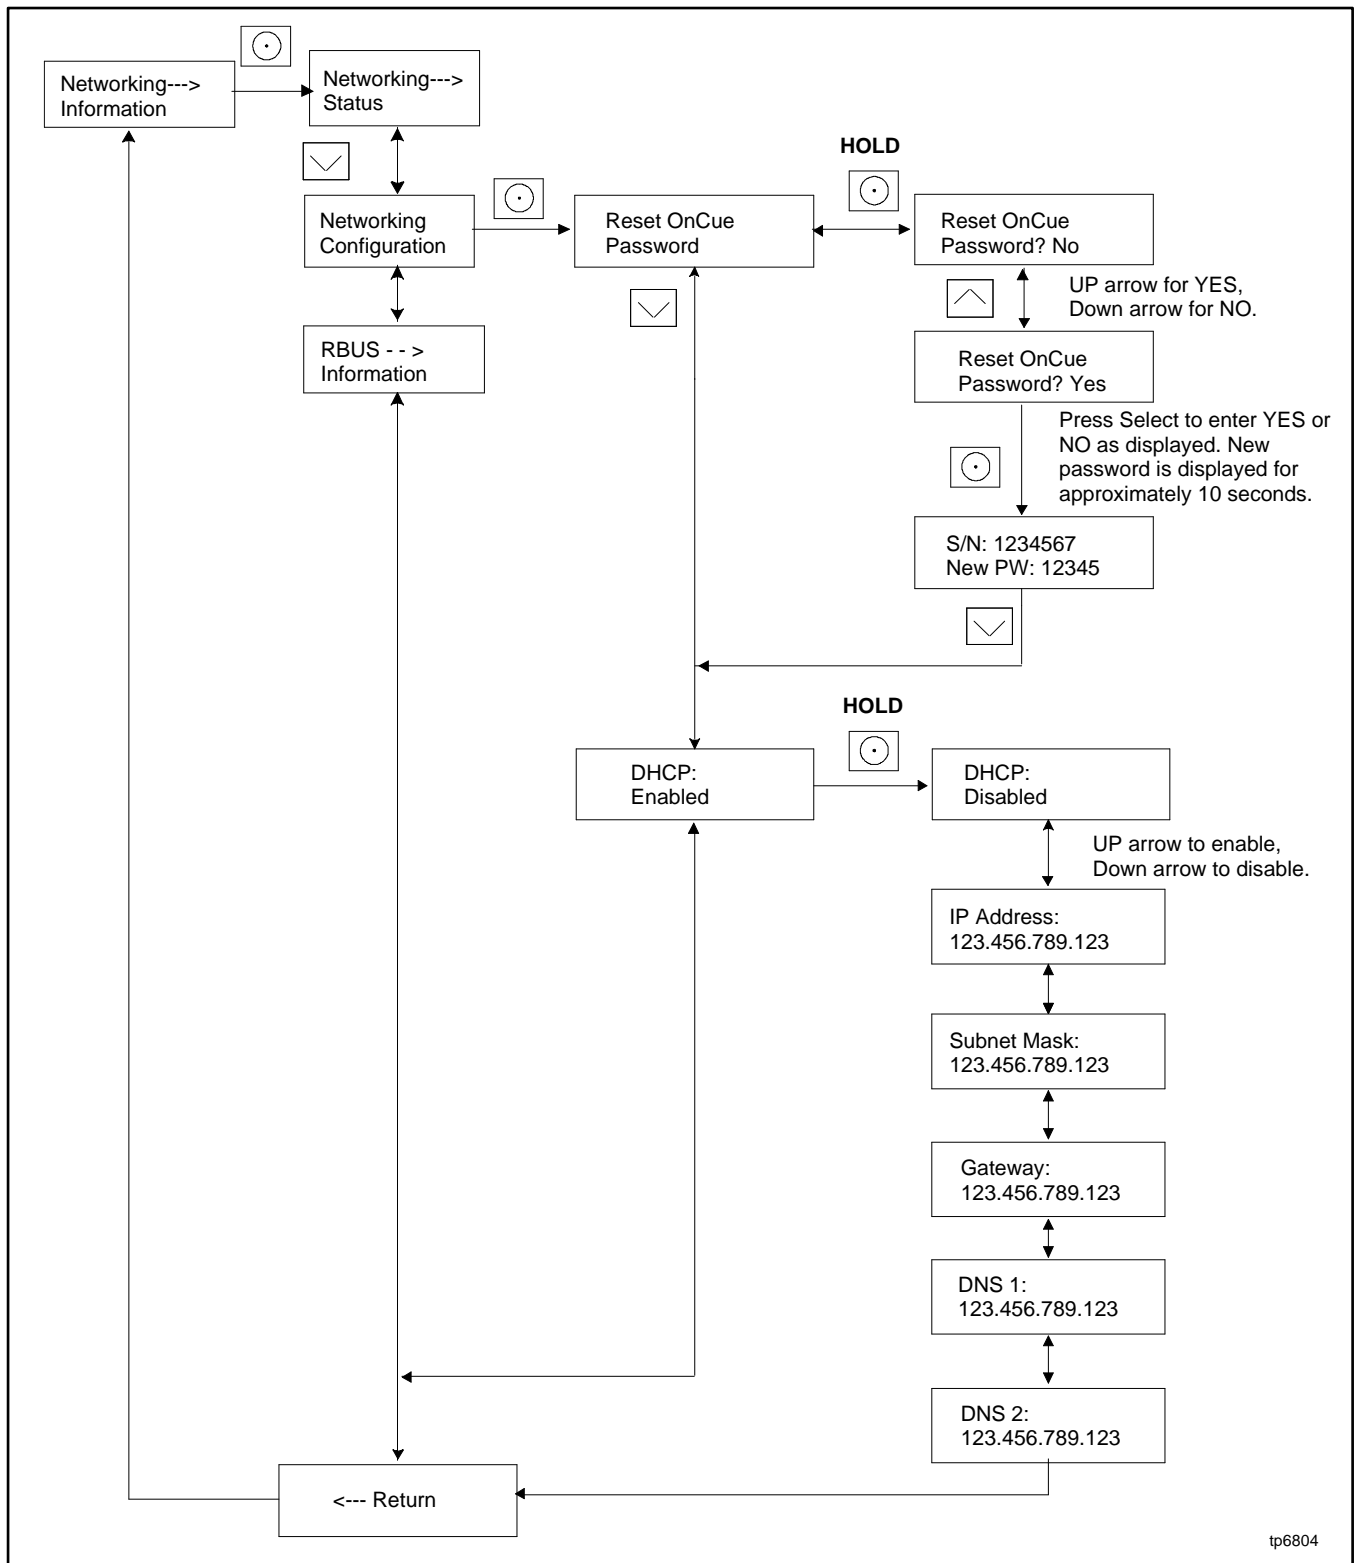 Networking--->
Information
Networking--->
Status
Networking
Configuration
RBUS - - >
Information
Reset OnCue
Password
HOLD
Reset OnCue
Password? No
UP arrow for YES,
Down arrow for NO.
Reset OnCue
Password? Yes
Press Select to enter YES or
NO as displayed. New
password is displayed for
approximately 10 seconds.
S/N: 1234567
New PW: 12345
DHCP:
Enabled
HOLD
DHCP:
Disabled
UP arrow to enable,
Down arrow to disable.
IP Address:
123.456.789.123
Subnet Mask:
123.456.789.123
Gateway:
123.456.789.123
DNS 1:
123.456.789.123
DNS 2:
123.456.789.123
<--- Return
tp6804